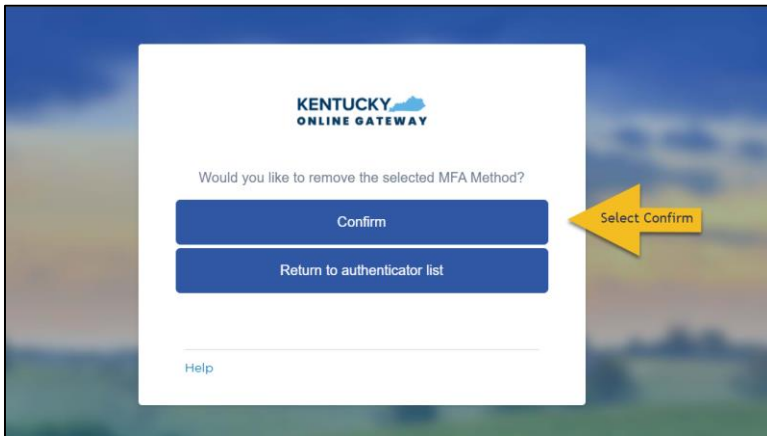 KENTUCKY
ONLINE GATEWAY
Would you like to remove the selected MFA Method?
Confirm
Select Confirm
Return to authenticator list
Help